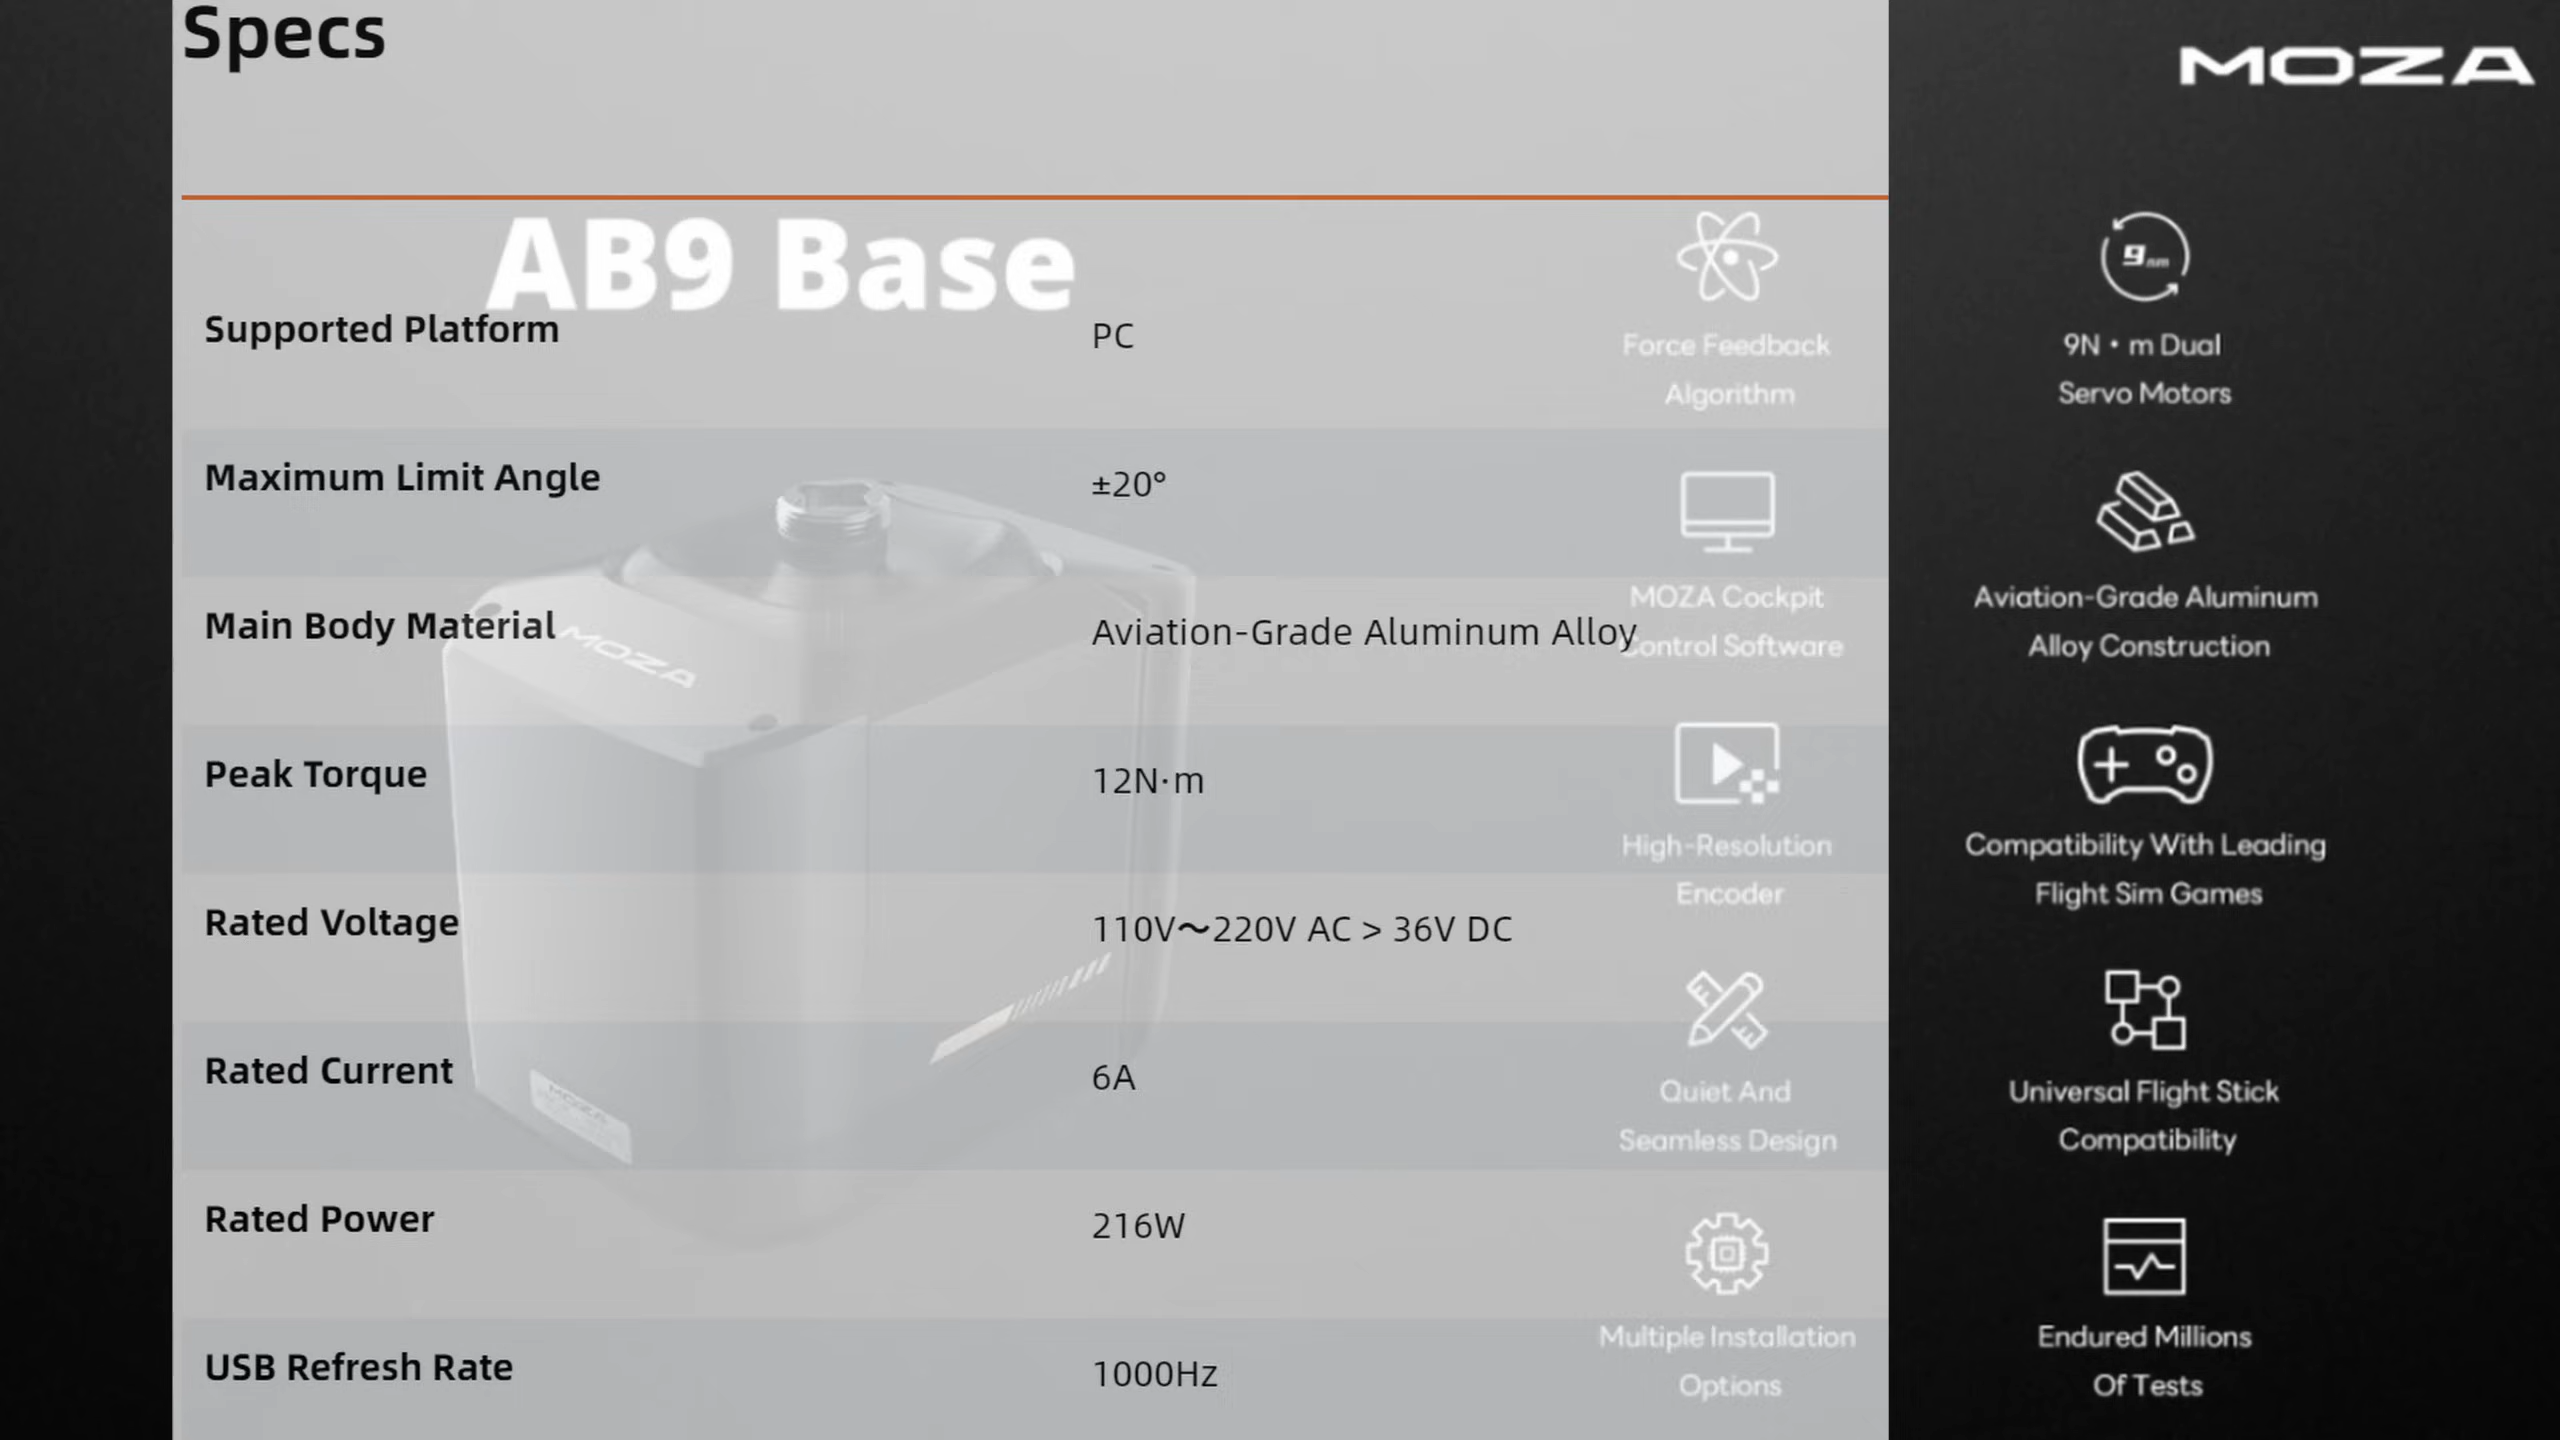 Specs
MOZA
AB9 Base
Supported Platform
PC
Maximum Limit Angle
±20°
Main Body Material
Aviation-Grade Aluminum Alloy
Peak Torque
12N·m
Rated Voltage
110V～220V AC > 36V DC
Rated Current
6A
Rated Power
216W
USB Refresh Rate
1000Hz
MOZA
Force Feedback
Algorithm
MOZA Cockpit
Control Software
High-Resolution
Encoder
Quiet And
Seamless Design
Multiple Installation
Options
9nm
9N·m Dual
Servo Motors
Aviation-Grade Aluminum
Alloy Construction
Compatibility With Leading
Flight Sim Games
Universal Flight Stick
Compatibility
Endured Millions
Of Tests